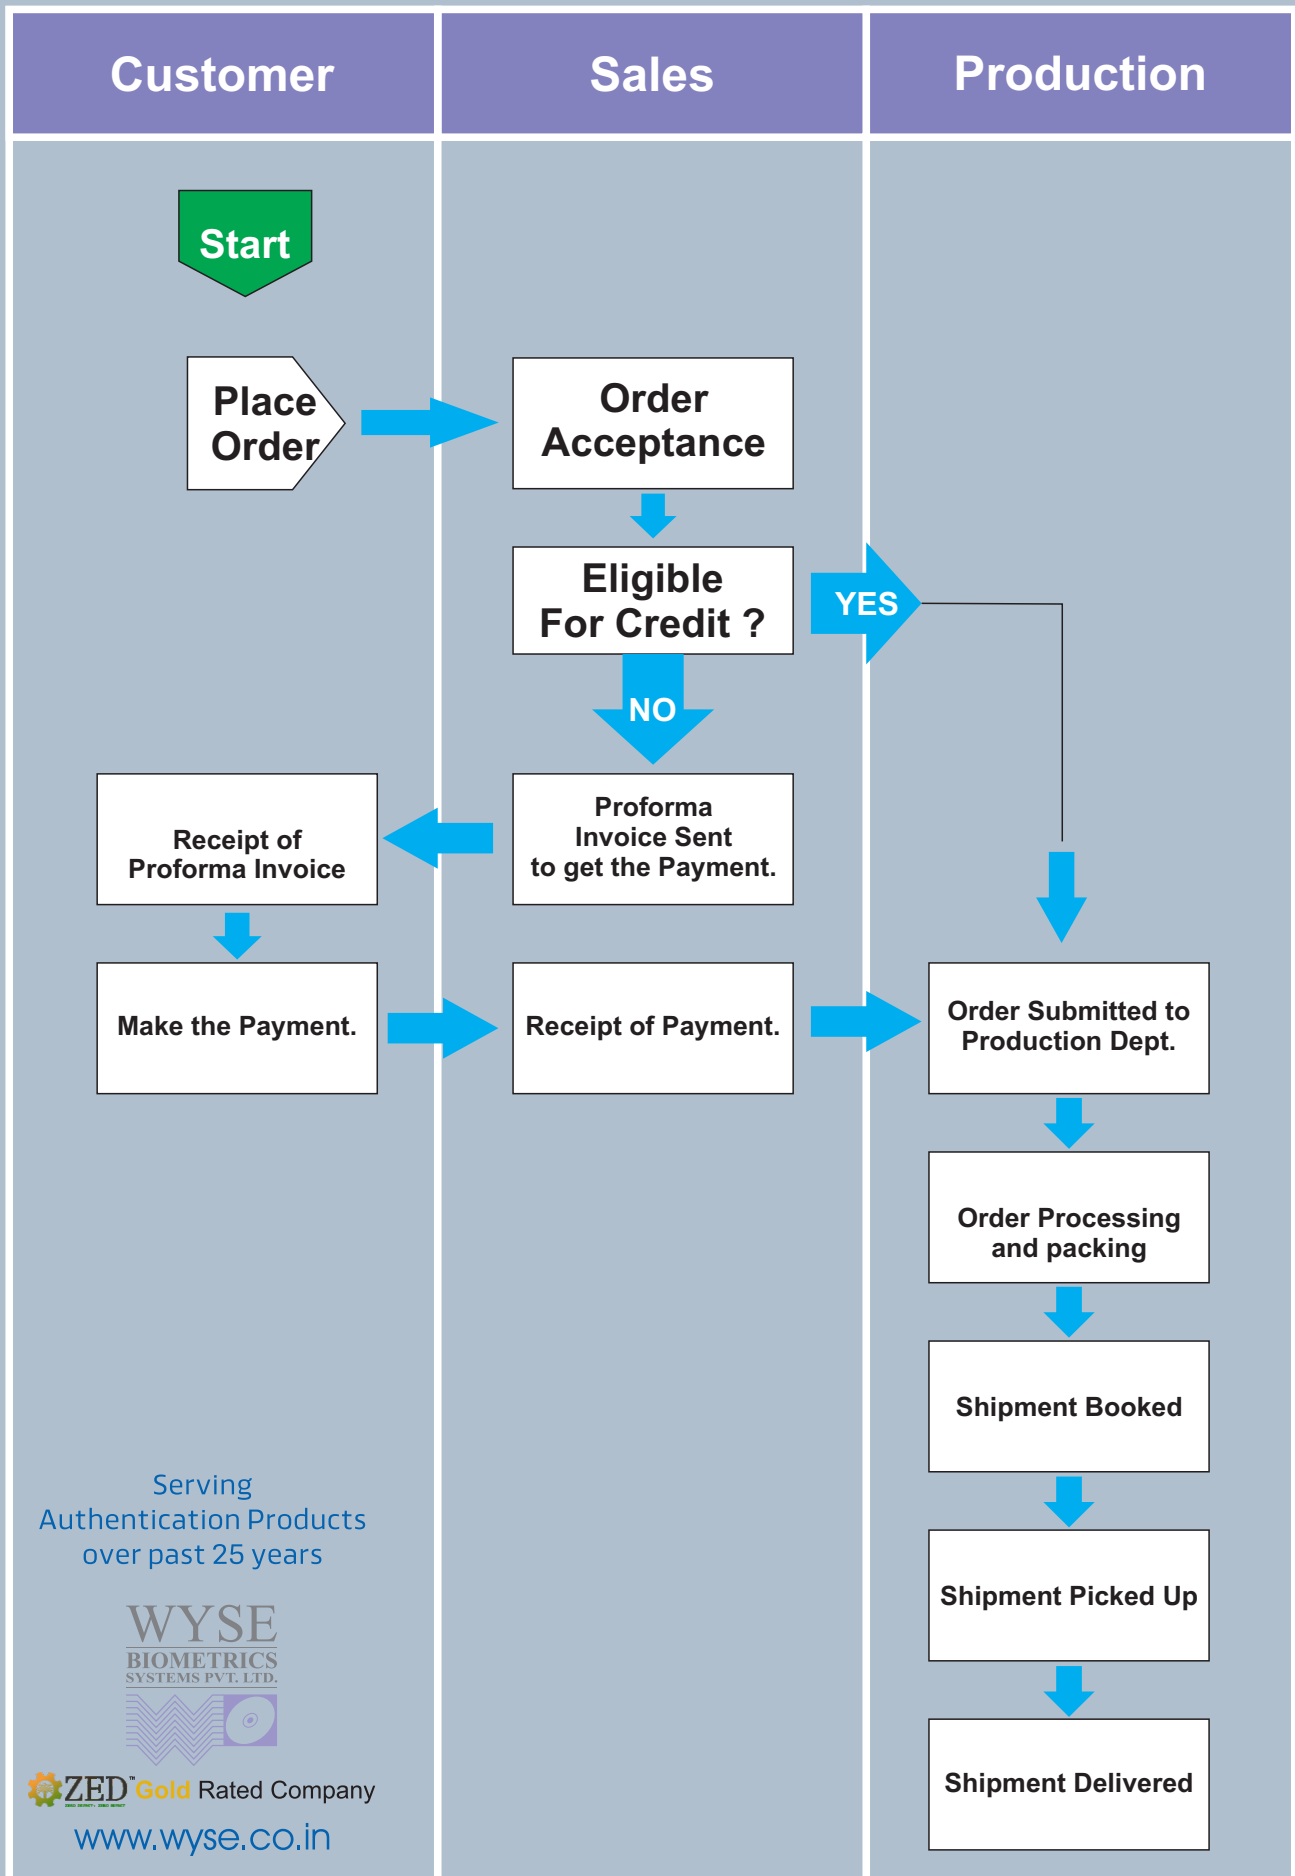 Customer
Sales
Production
Start
Place
Order
Order
Acceptance
Eligible
For Credit ?
YES
NO
Receipt of
Proforma Invoice
Proforma
Invoice Sent
to get the Payment.
Make the Payment.
Receipt of Payment.
Order Submitted to
Production Dept.
Order Processing
and packing
Shipment Booked
Shipment Picked Up
Shipment Delivered
Serving
Authentication Products
over past 25 years
WYSE
BIOMETRICS
SYSTEMS PVT. LTD.
ZED™ Gold Rated Company
www.wyse.co.in